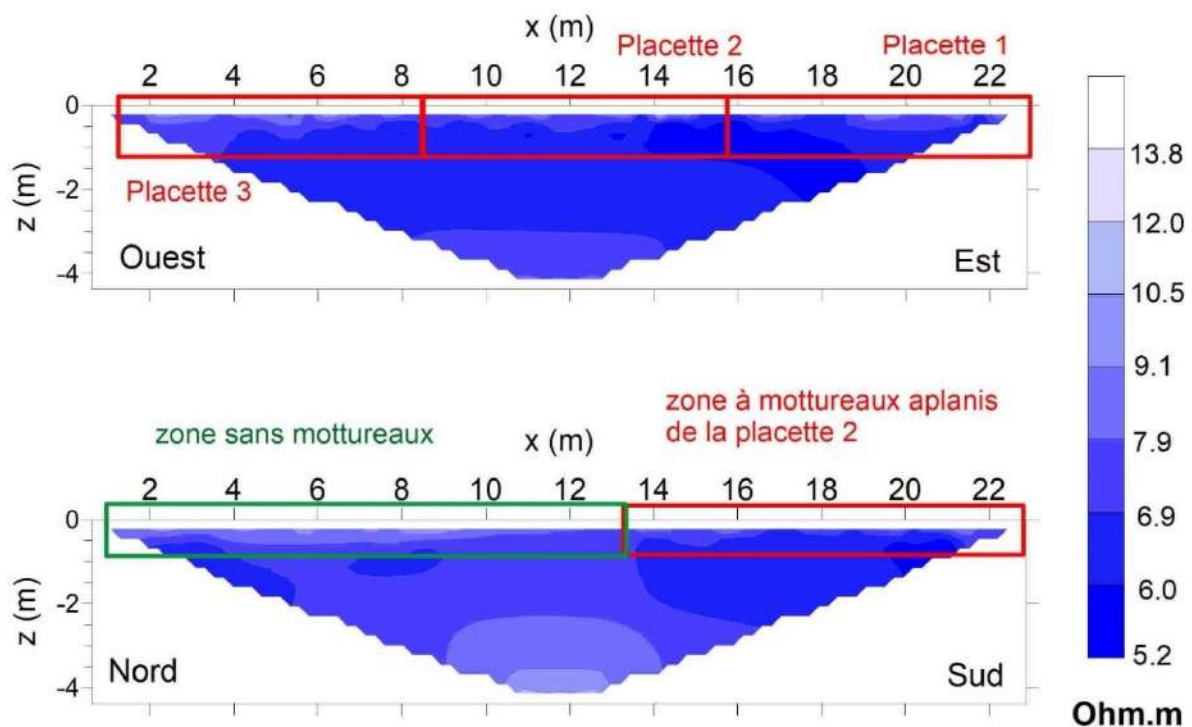 x (m)
Placette 2
Placette 1
2 4 6 8 10 12 14 16 18 20 22
0
-2
-4
z (m)
Placette 3
Ouest
Est
13.8
12.0
10.5
9.1
7.9
6.9
6.0
5.2
Ohm.m
zone sans mottureaux
x (m)
zone à mottureaux aplanis
de la placette 2
2 4 6 8 10 12 14 16 18 20 22
0
-2
-4
z (m)
Nord
Sud